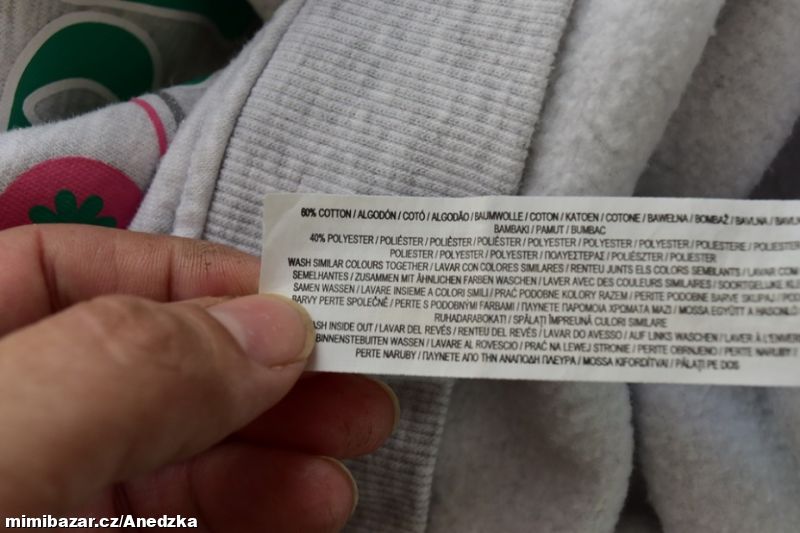 60% COTTON / ALGODÓN / COTÓ / ALGODÃO / BAUMWOLLE / COTON / KATOEN / COTONE / BAWEŁNA / BOMBAŽ / BAVLNA / BAVLNA
BAMBAKI / PAMUT / BUMBAC
40% POLYESTER / POLIÉSTER / POLIÈSTER / POLIÉSTER / POLYESTER / POLYESTER / POLYESTER / POLIESTERE / POLIESTER
POLIESTER / POLYESTER / POLYESTER / ΠΟΛΥΕΣΤΕΡΑΣ / POLIÉSZTER / POLIESTER
WASH SIMILAR COLOURS TOGETHER / LAVAR CON COLORES SIMILARES / RENTEU JUNTS ELS COLORS SEMBLANTS / LAVAR COM
SEMELHANTES / ZUSAMMEN MIT ÄHNLICHEN FARBEN WASCHEN / LAVER AVEC DES COULEURS SIMILAIRES / SOORTGELIJKE
SAMEN WASSEN / LAVARE INSIEME A COLORI SIMILI / PRAĆ PODOBNE KOLORY RAZEM / PERITE PODOBNE BARVE SKUPAJ /
BARVY PERTE SPOLEČNĚ / PERTE S PODOBNÝMI FARBAMI / ΠΛΥΝΕΤΕ ΠΑΡΟΜΟΙΑ ΧΡΩΜΑΤΑ ΜΑΖΙ / MOSSA EGYÜTT A HASONLÓ
RUHADARABOKAT! / SPĂLAȚI ÎMPREUNĂ CULORI SIMILARE
WASH INSIDE OUT / LAVAR DEL REVÉS / RENTEU DEL REVÉS / LAVAR DO AVESSO / AUF LINKS WASCHEN / LAVER À L'ENVERS
BINNENSTEBUITEN WASSEN / LAVARE AL ROVESCIO / PRAĆ NA LEWEJ STRONIE / PERITE OBRNJENO / PERTE NARUBY /
PERTE NARUBY / ΠΛΥΝΕΤΕ ΑΠΟ ΤΗΝ ΑΝΑΠΟΔΗ ΠΛΕΥΡΑ / MOSSA KIFORDÍTVA! / PĂLAȚI PE DOS
mimibazar.cz/Anedzka